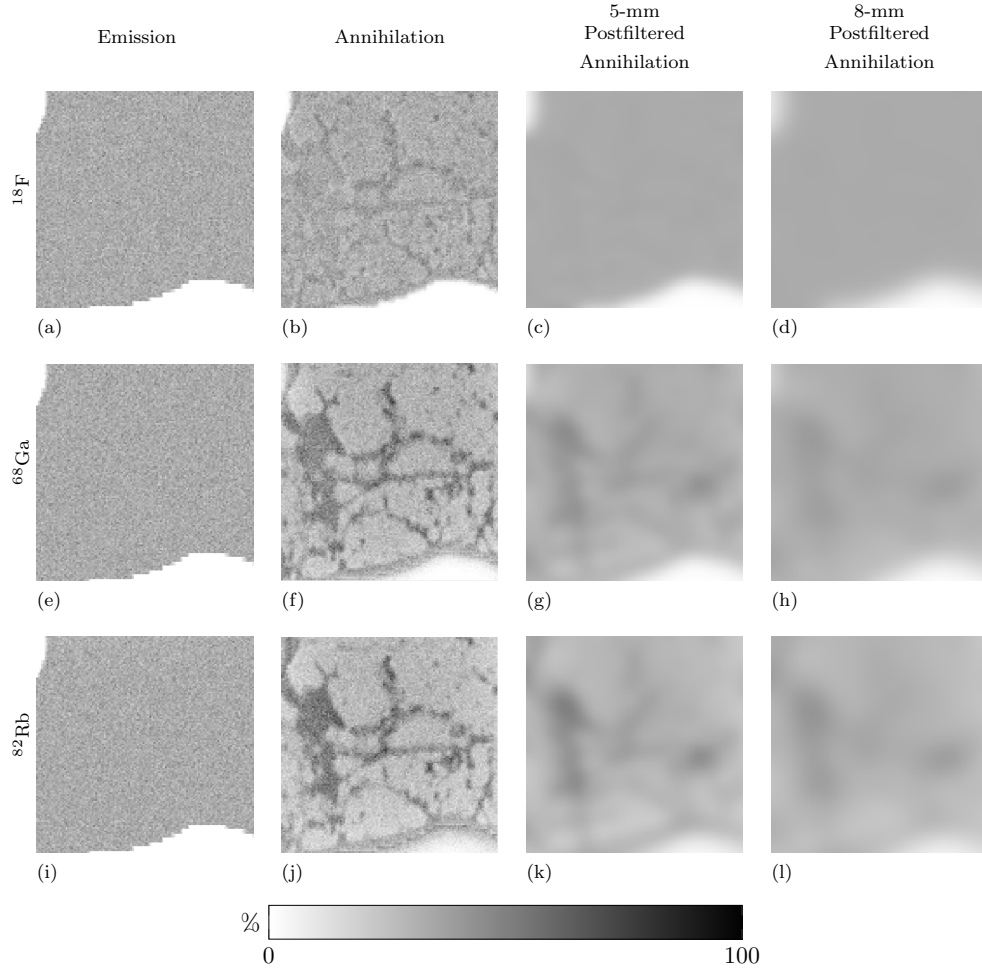 Emission
Annihilation
5-mm
Postfiltered
Annihilation
8-mm
Postfiltered
Annihilation
¹⁸F
(a)
(b)
(c)
(d)
⁶⁸Ga
(e)
(f)
(g)
(h)
⁸²Rb
(i)
(j)
(k)
(l)
%
0
100